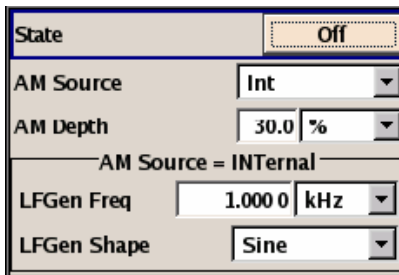 State Off
AM Source Int
AM Depth 30.0 %
AM Source = INTernal
LFGen Freq 1.000 0 kHz
LFGen Shape Sine